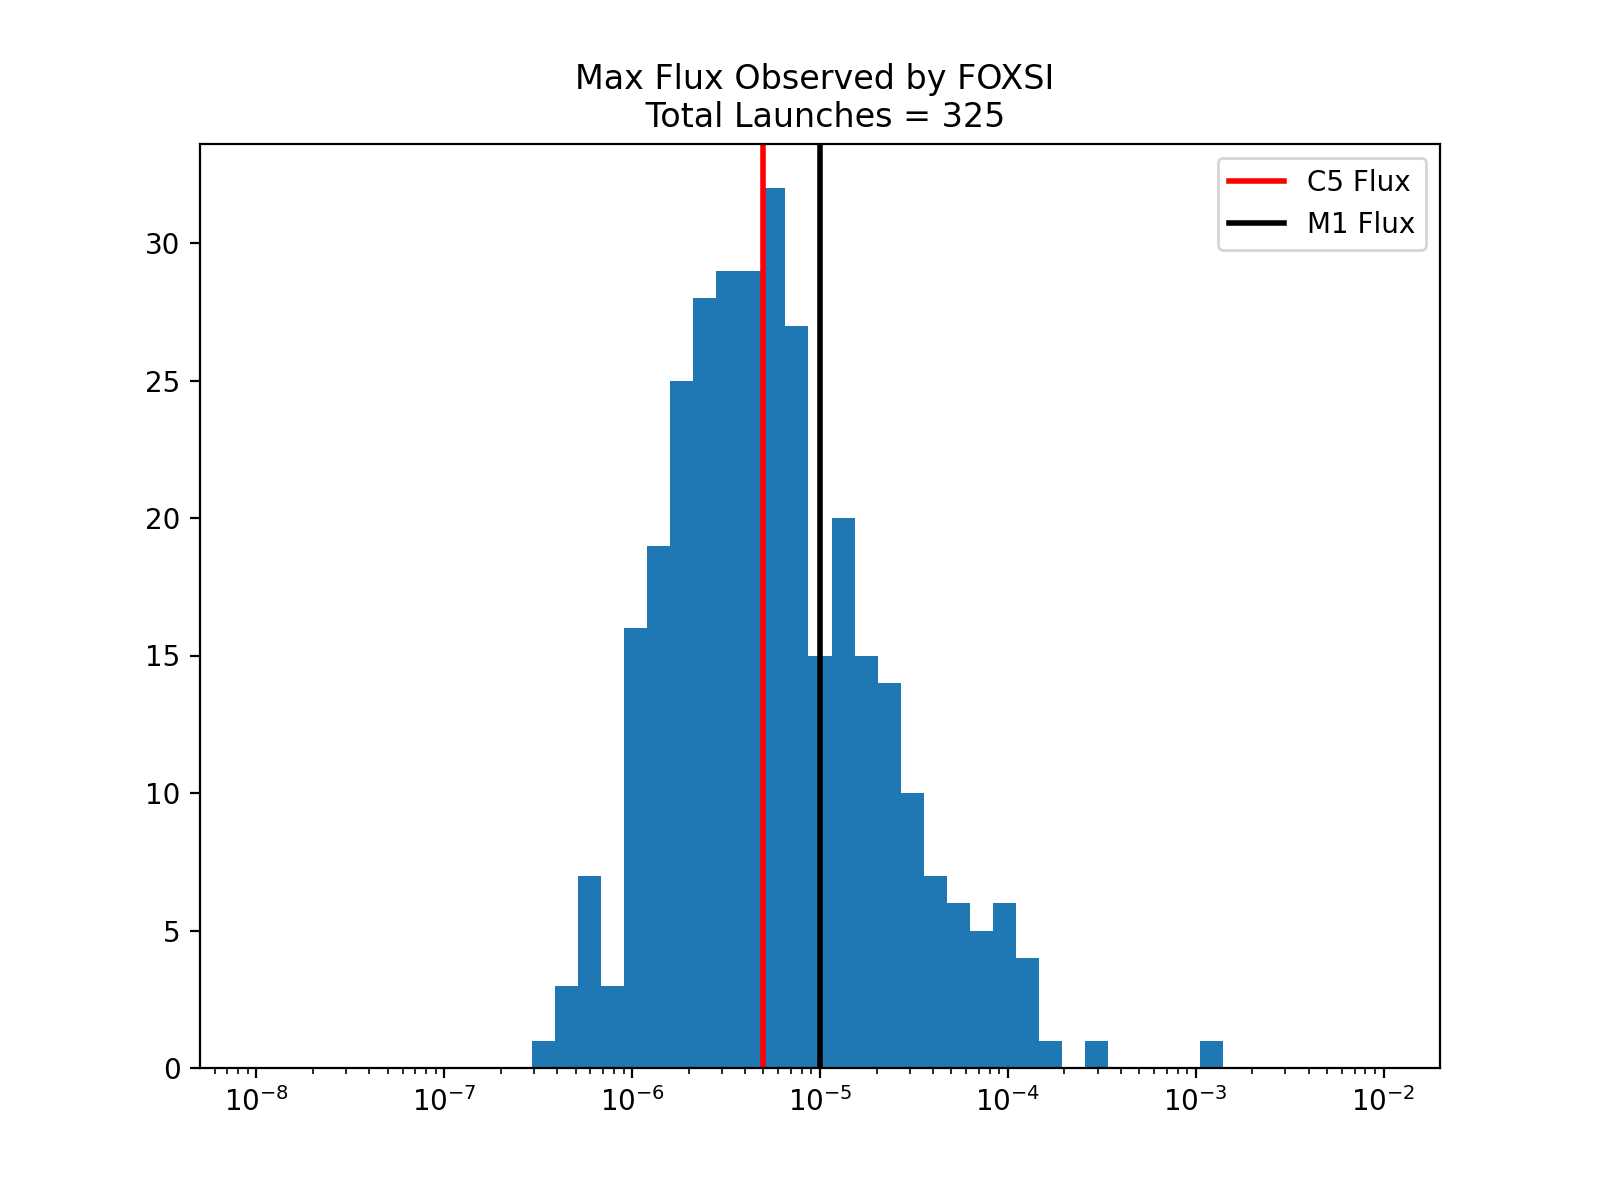 Max Flux Observed by FOXSI
Total Launches = 325
C5 Flux
M1 Flux
30
25
20
15
10
5
0
10⁻⁸ 10⁻⁷ 10⁻⁶ 10⁻⁵ 10⁻⁴ 10⁻³ 10⁻²